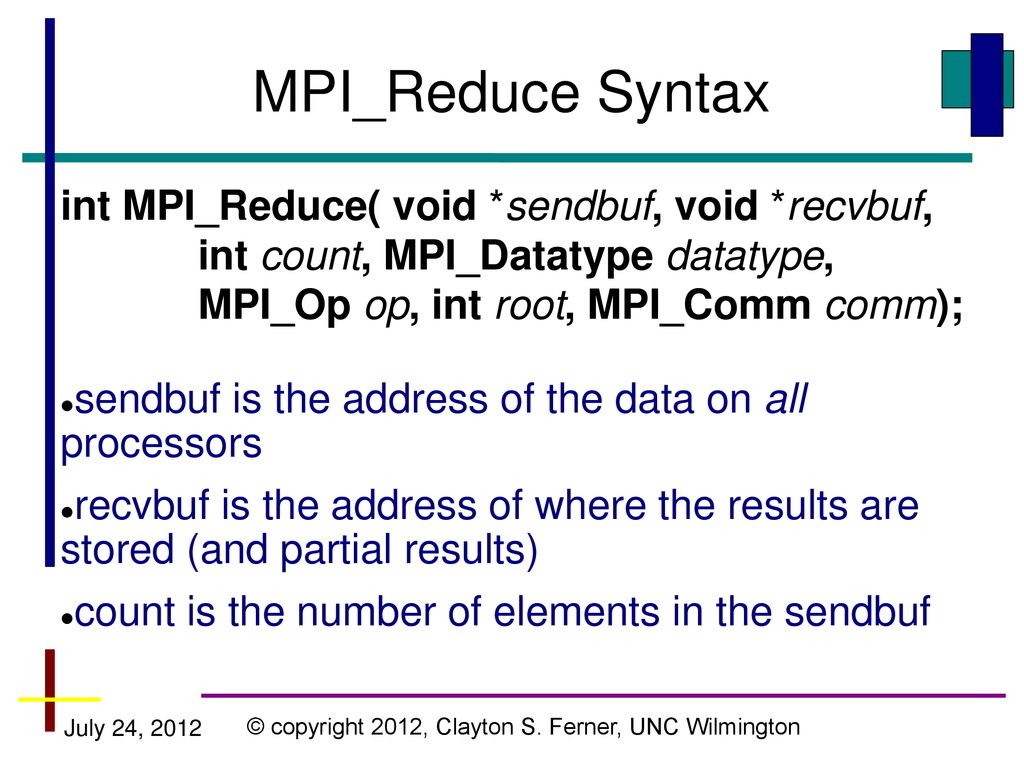 MPI_Reduce Syntax
int MPI_Reduce( void *sendbuf, void *recvbuf,
int count, MPI_Datatype datatype,
MPI_Op op, int root, MPI_Comm comm);
●sendbuf is the address of the data on all
processors
●recvbuf is the address of where the results are
stored (and partial results)
●count is the number of elements in the sendbuf
July 24, 2012
© copyright 2012, Clayton S. Ferner, UNC Wilmington